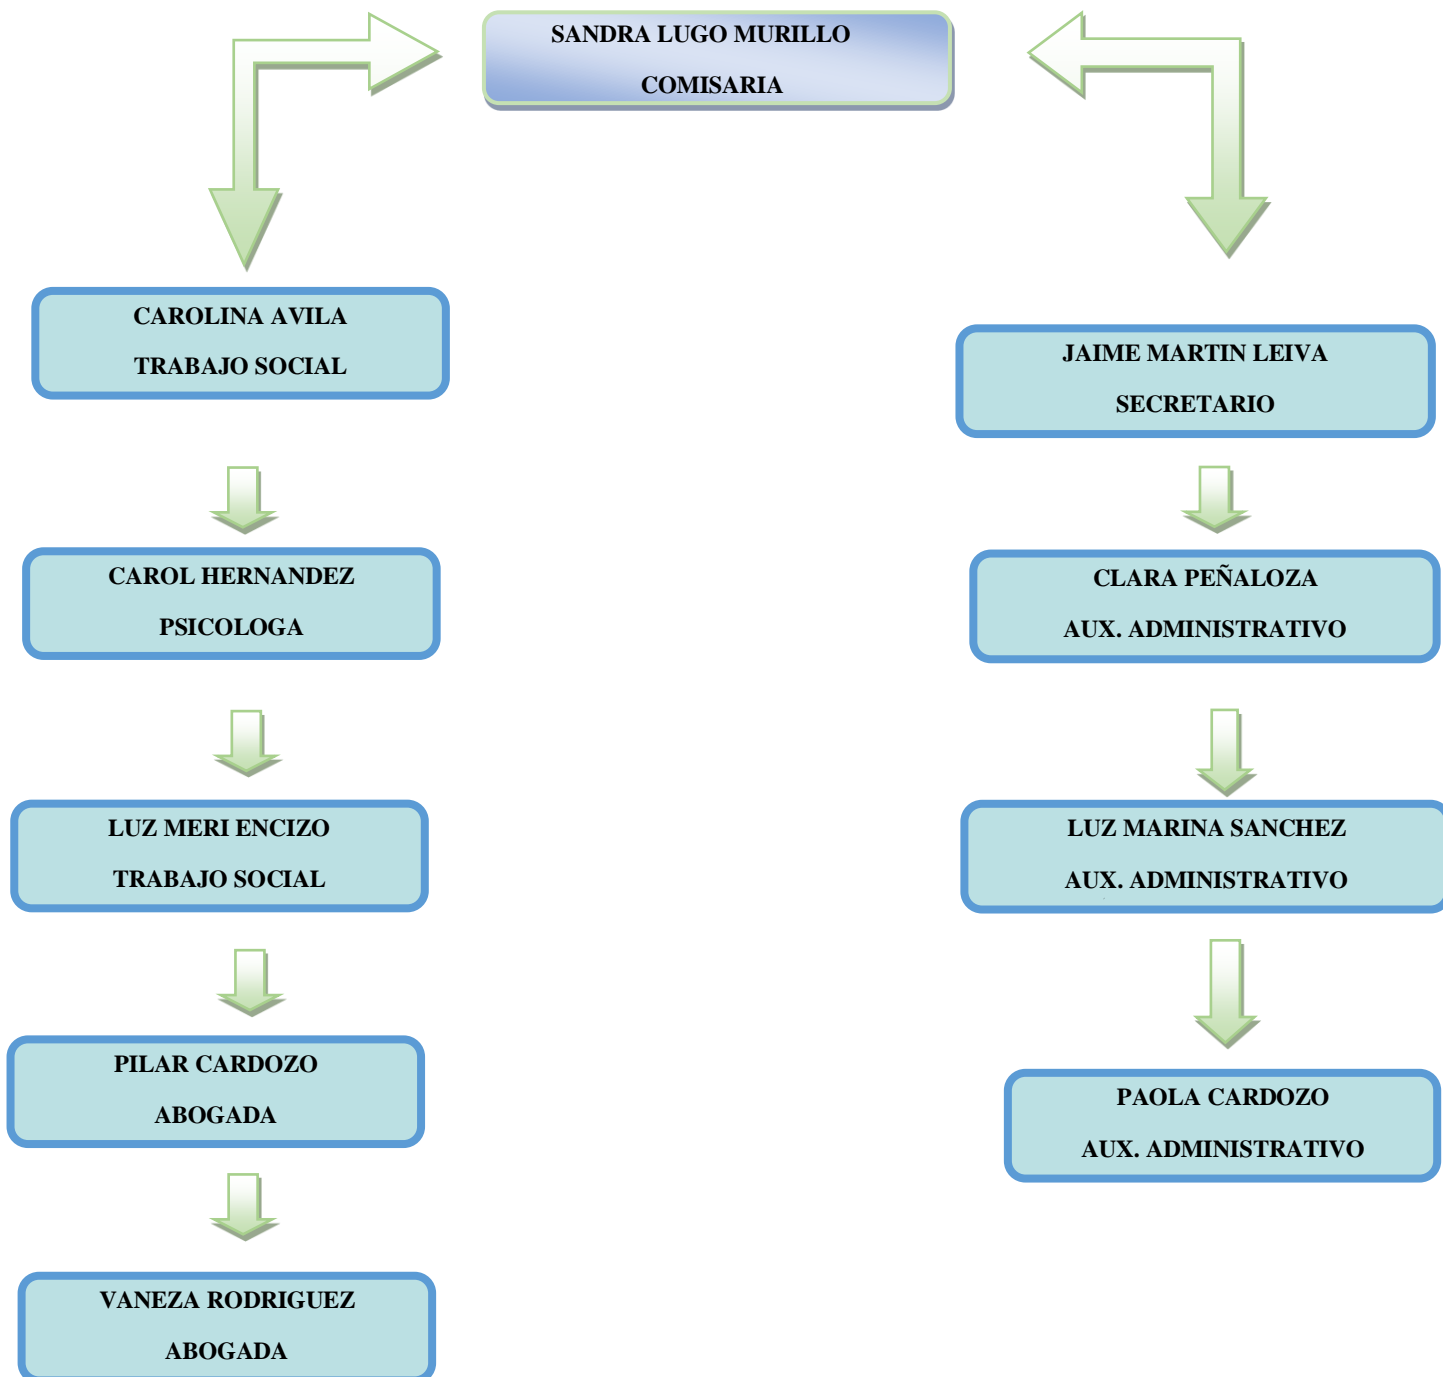 SANDRA LUGO MURILLO
COMISARIA
CAROLINA AVILA
TRABAJO SOCIAL
CAROL HERNANDEZ
PSICOLOGA
LUZ MERI ENCIZO
TRABAJO SOCIAL
PILAR CARDOZO
ABOGADA
VANEZA RODRIGUEZ
ABOGADA
JAIME MARTIN LEIVA
SECRETARIO
CLARA PEÑALOZA
AUX. ADMINISTRATIVO
LUZ MARINA SANCHEZ
AUX. ADMINISTRATIVO
PAOLA CARDOZO
AUX. ADMINISTRATIVO